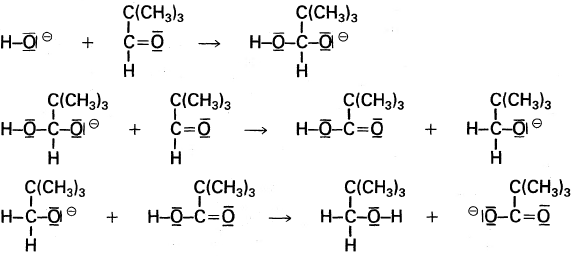 C(CH₃)₃ C(CH₃)₃
H–O|⊖ + C=O → HO–C–O|⊖
H H
C(CH₃)₃ C(CH₃)₃ C(CH₃)₃ C(CH₃)₃
H–O–C–O|⊖ + C=O → H–O–C=O + H–C–O|⊖
H H H
C(CH₃)₃ C(CH₃)₃ C(CH₃)₃ C(CH₃)₃
H–C–O|⊖ + H–O–C=O → H–C–O–H + ⊖|O–C=O
H H